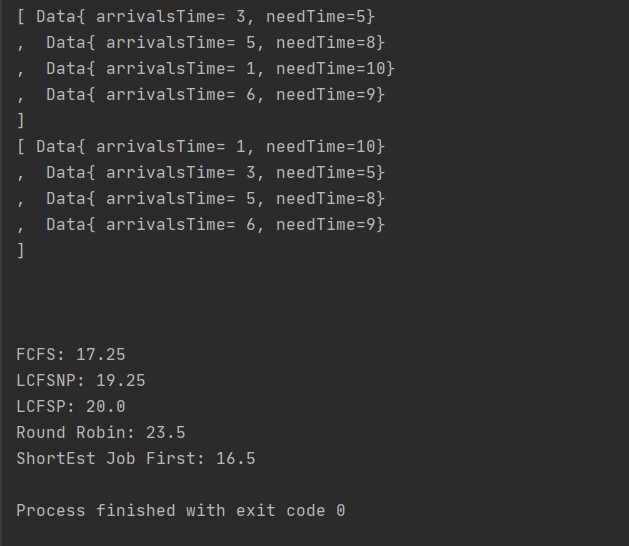 [ Data{ arrivalsTime= 3, needTime=5}
,  Data{ arrivalsTime= 5, needTime=8}
,  Data{ arrivalsTime= 1, needTime=10}
,  Data{ arrivalsTime= 6, needTime=9}
]
[ Data{ arrivalsTime= 1, needTime=10}
,  Data{ arrivalsTime= 3, needTime=5}
,  Data{ arrivalsTime= 5, needTime=8}
,  Data{ arrivalsTime= 6, needTime=9}
]
FCFS: 17.25
LCFSNP: 19.25
LCFSP: 20.0
Round Robin: 23.5
ShortEst Job First: 16.5
Process finished with exit code 0